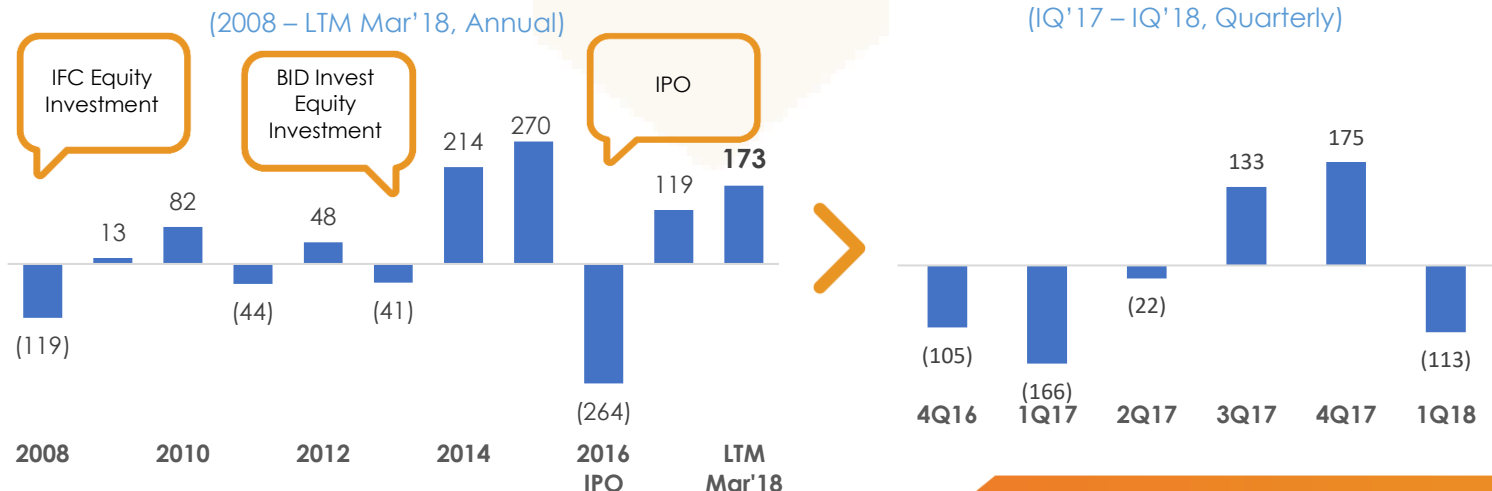 (2008 – LTM Mar'18, Annual)
IFC Equity
Investment
BID Invest
Equity
Investment
IPO
(119)
13
82
(44)
48
(41)
214
270
(264)
119
173
2008
2010
2012
2014
2016
IPO
LTM
Mar'18
(IQ'17 – IQ'18, Quarterly)
(105)
(166)
(22)
133
175
(113)
4Q16
1Q17
2Q17
3Q17
4Q17
1Q18